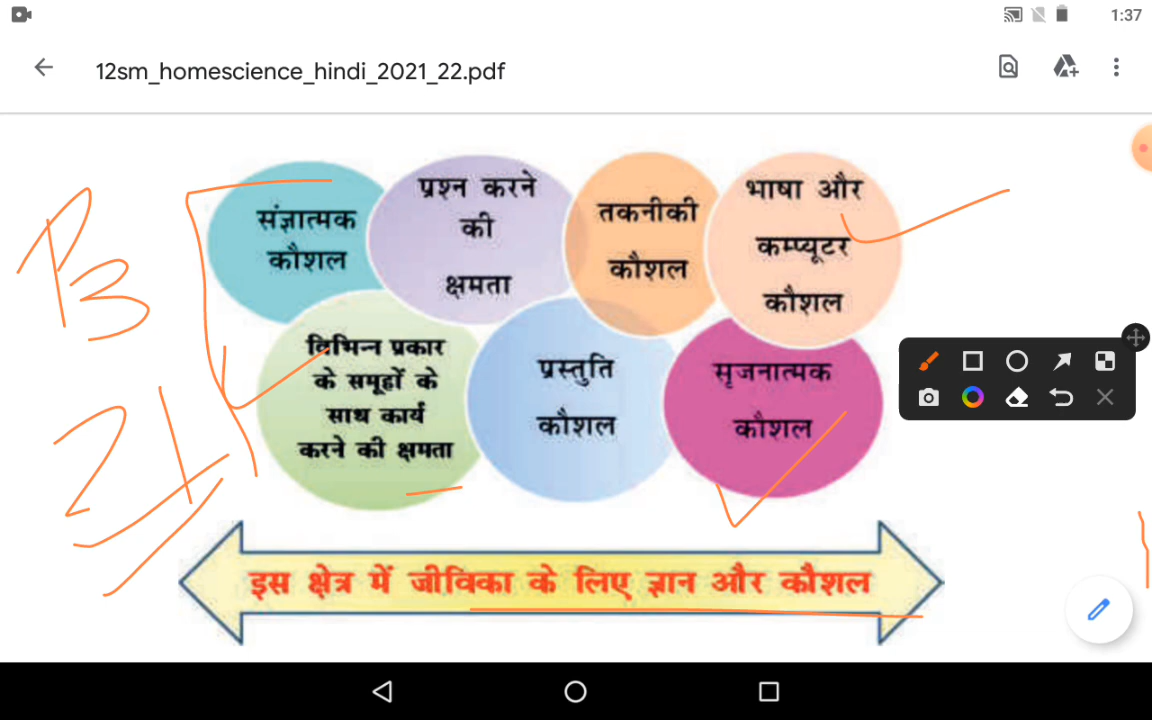 1:37
12sm_homescience_hindi_2021_22.pdf
संज्ञात्मक
कौशल
प्रश्न करने
की
क्षमता
तकनीकी
कौशल
भाषा और
कम्प्यूटर
कौशल
विभिन्न प्रकार
के समूहों के
साथ कार्य
करने की क्षमता
प्रस्तुति
कौशल
सृजनात्मक
कौशल
इस क्षेत्र में जीविका के लिए ज्ञान और कौशल